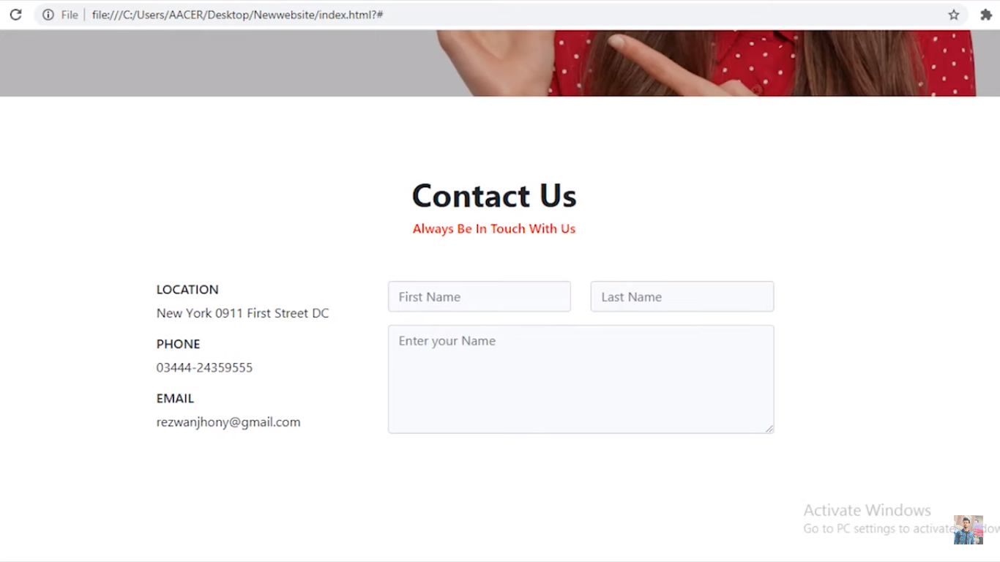 File
file:///C:/Users/AACER/Desktop/Newwebsite/index.html?#
Contact Us
Always Be In Touch With Us
LOCATION
New York 0911 First Street DC
PHONE
03444-24359555
EMAIL
rezwanjhony@gmail.com
First Name
Last Name
Enter your Name
Activate Windows
Go to PC settings to activate